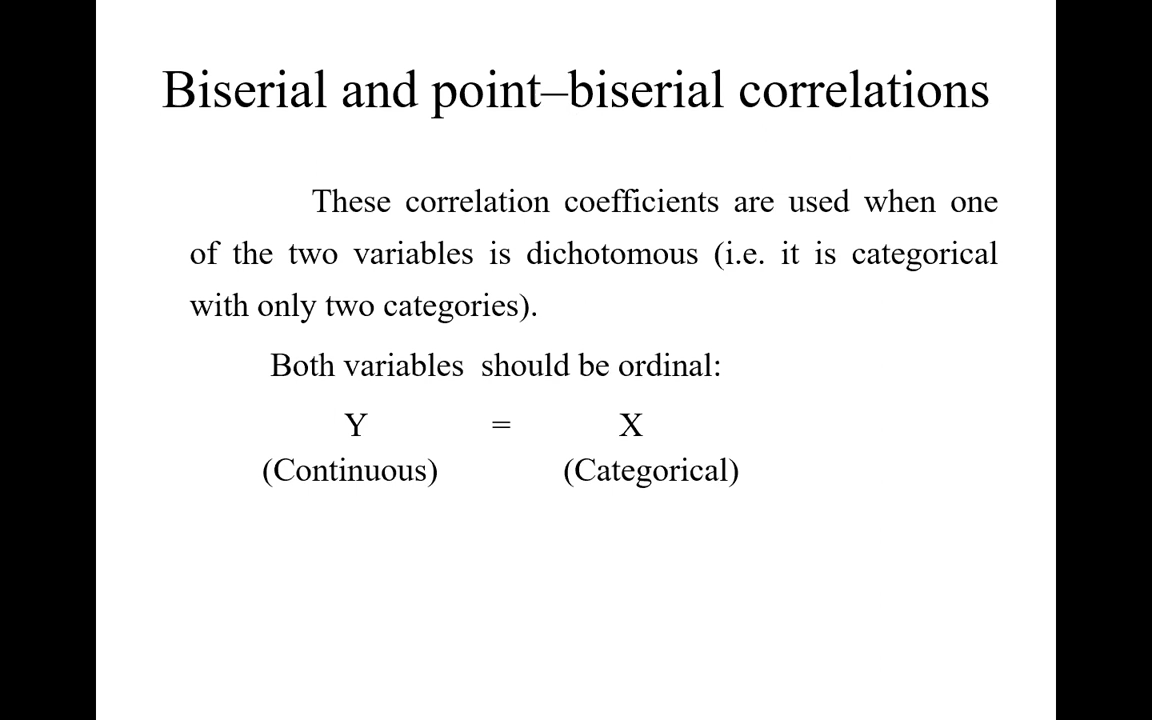 Biserial and point–biserial correlations
These correlation coefficients are used when one
of the two variables is dichotomous (i.e. it is categorical
with only two categories).
Both variables  should be ordinal:
Y = X
(Continuous) (Categorical)